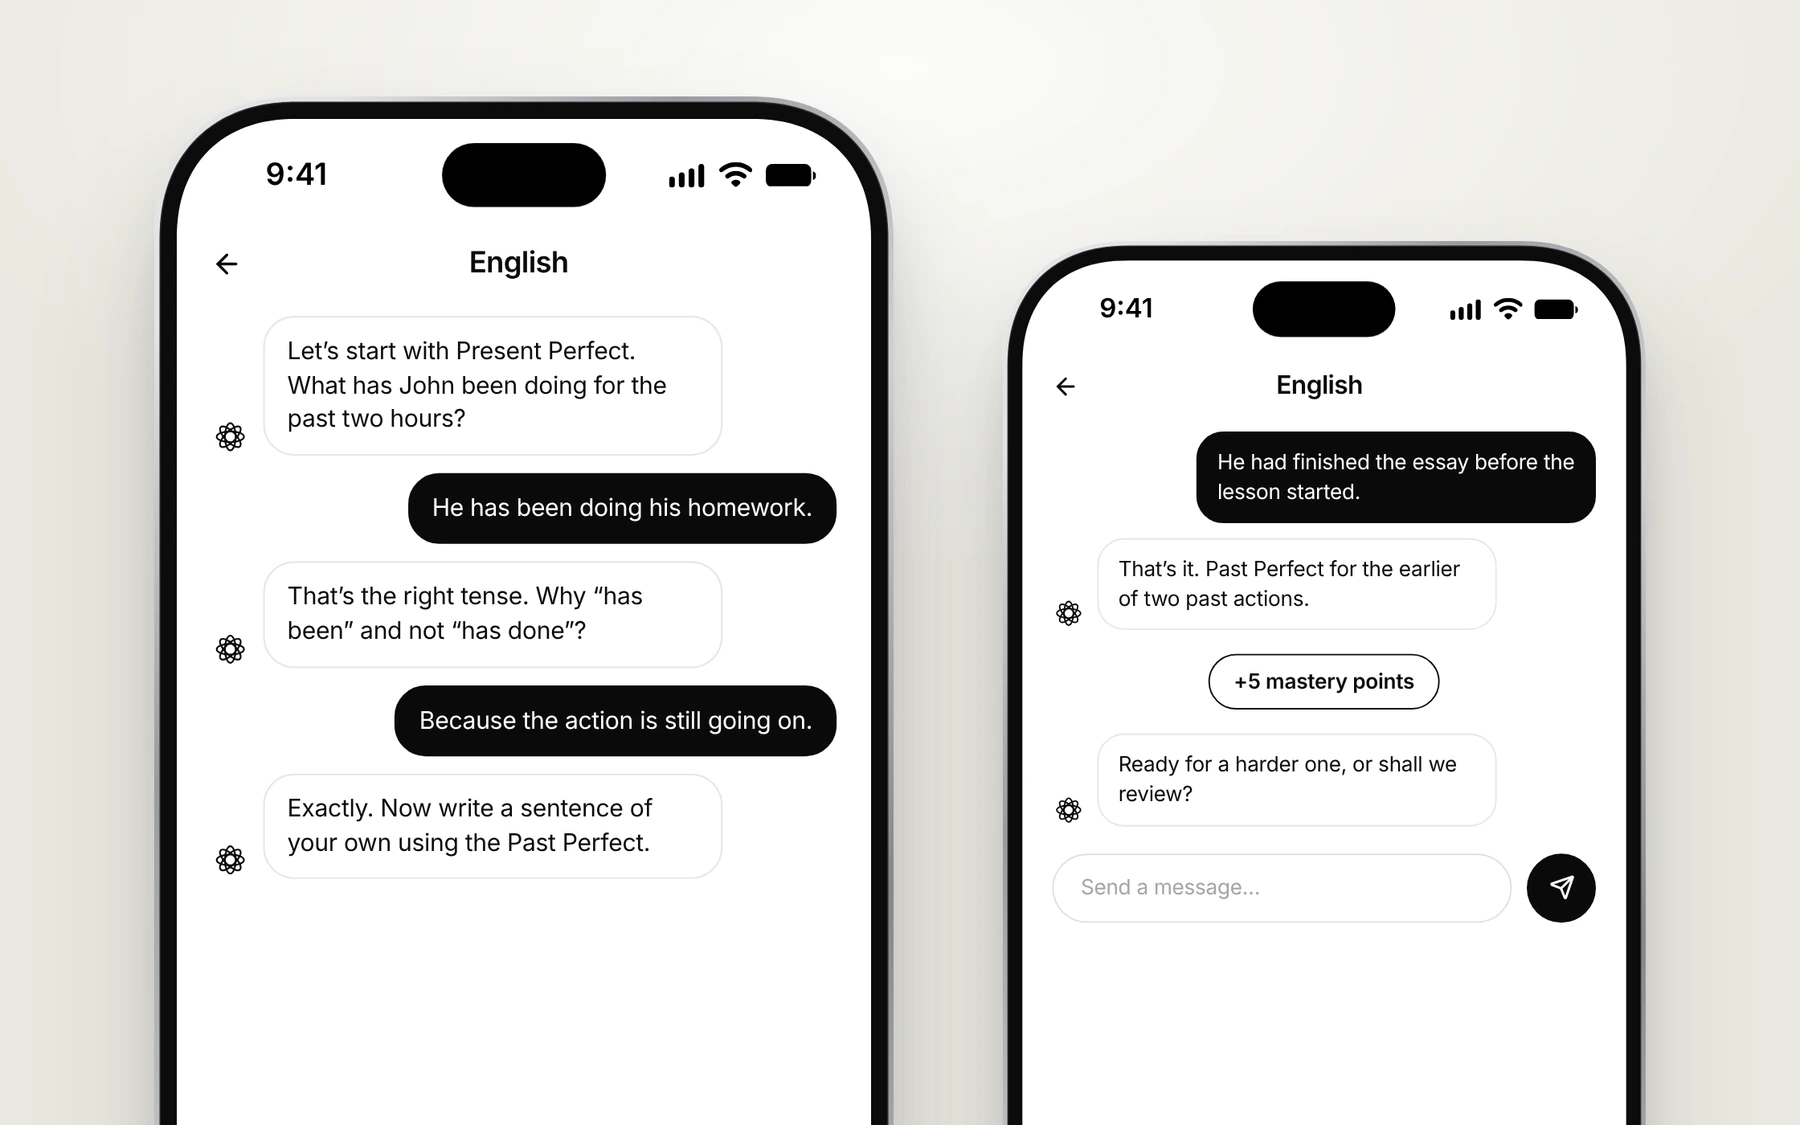 9:41
English
Let’s start with Present Perfect.
What has John been doing for the
past two hours?
He has been doing his homework.
That’s the right tense. Why “has
been” and not “has done”?
Because the action is still going on.
Exactly. Now write a sentence of
your own using the Past Perfect.
9:41
English
He had finished the essay before the
lesson started.
That’s it. Past Perfect for the earlier
of two past actions.
+5 mastery points
Ready for a harder one, or shall we
review?
Send a message...